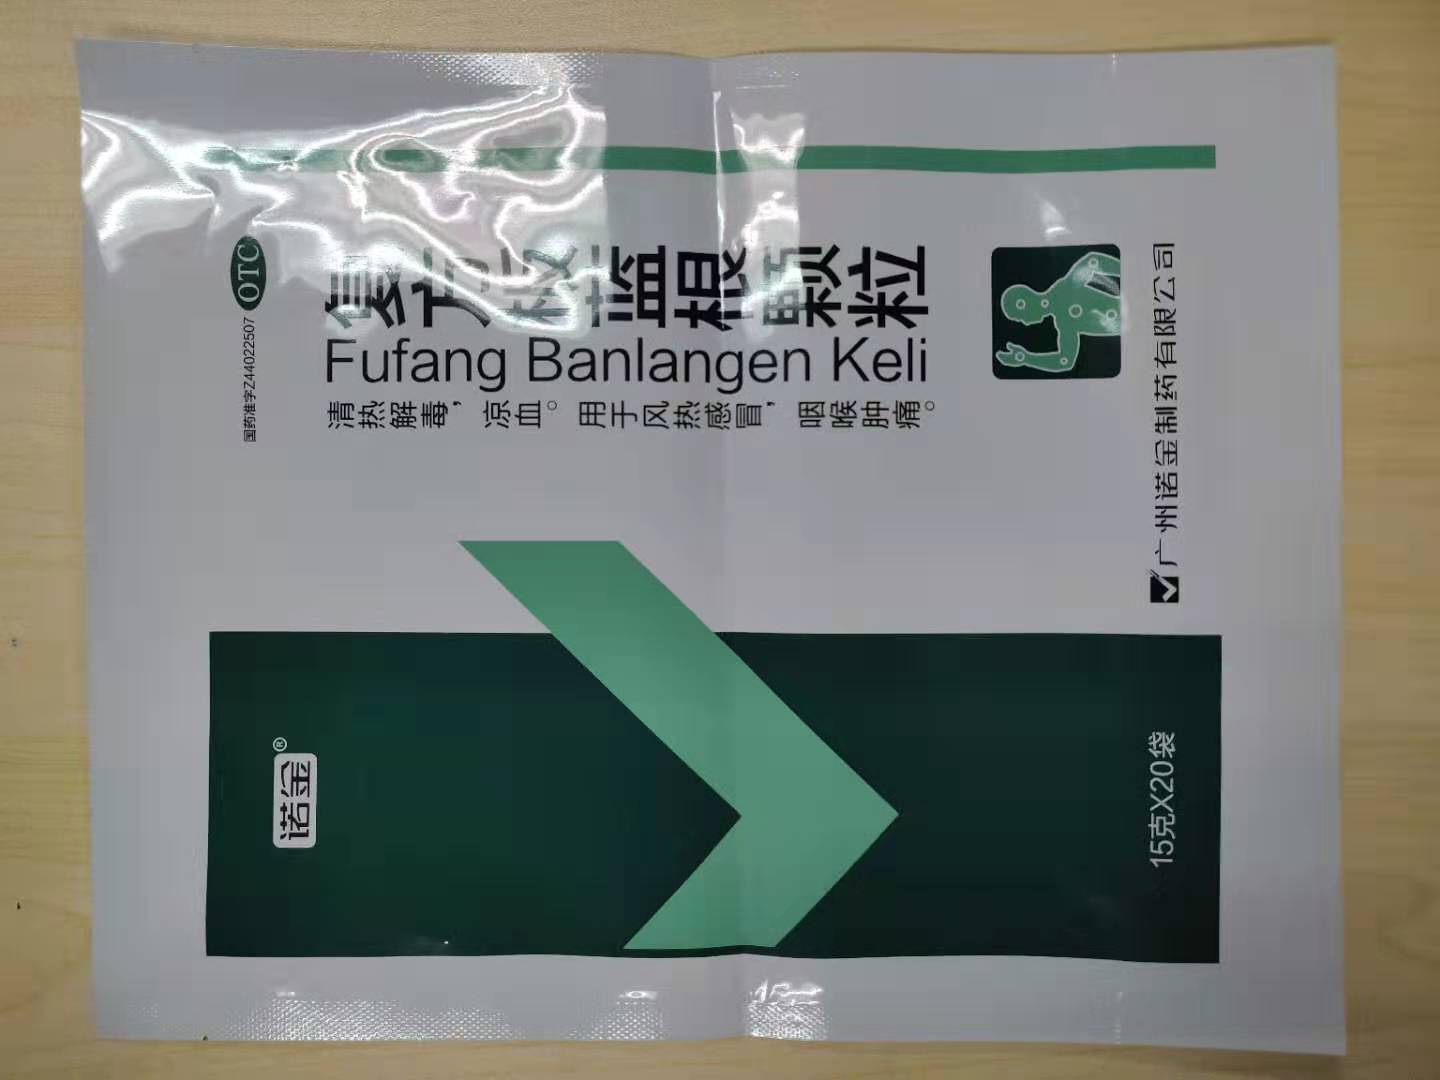 OTC
国药准字Z44022507
复方板蓝根颗粒
Fufang Banlangen Keli
清热解毒，凉血。用于风热感冒，咽喉肿痛。
广州诺金制药有限公司
诺金®
15克X20袋